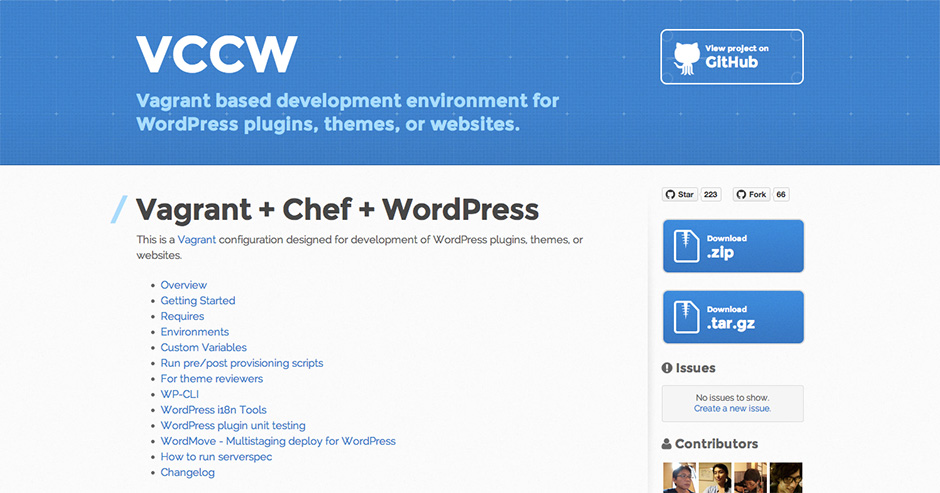 VCCW
Vagrant based development environment for
WordPress plugins, themes, or websites.
View project on
GitHub
/ Vagrant + Chef + WordPress
This is a Vagrant configuration designed for development of WordPress plugins, themes, or
websites.
• Overview
• Getting Started
• Requires
• Environments
• Custom Variables
• Run pre/post provisioning scripts
• For theme reviewers
• WP-CLI
• WordPress i18n Tools
• WordPress plugin unit testing
• WordMove - Multistaging deploy for WordPress
• How to run serverspec
• Changelog
Star 223 Fork 66
Download
.zip
Download
.tar.gz
Issues
No issues to show.
Create a new issue.
Contributors